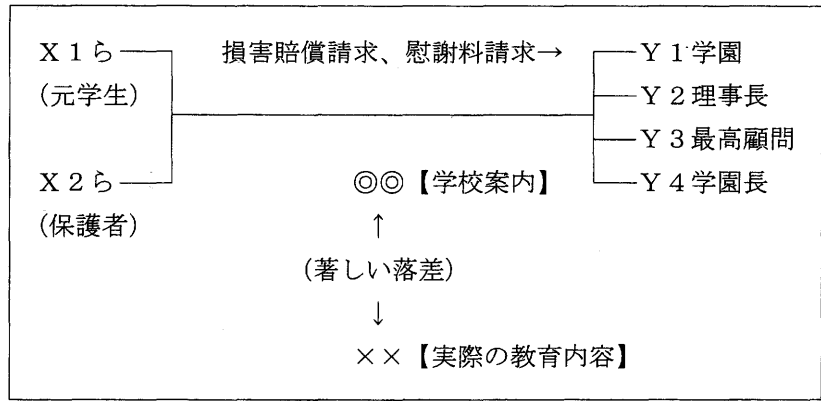 X1ら 損害賠償請求、慰謝料請求→ Y1学園
(元学生) Y2理事長
Y3最高顧問
X2ら ◎◎【学校案内】 Y4学園長
(保護者) ↑
(著しい落差)
↓
××【実際の教育内容】